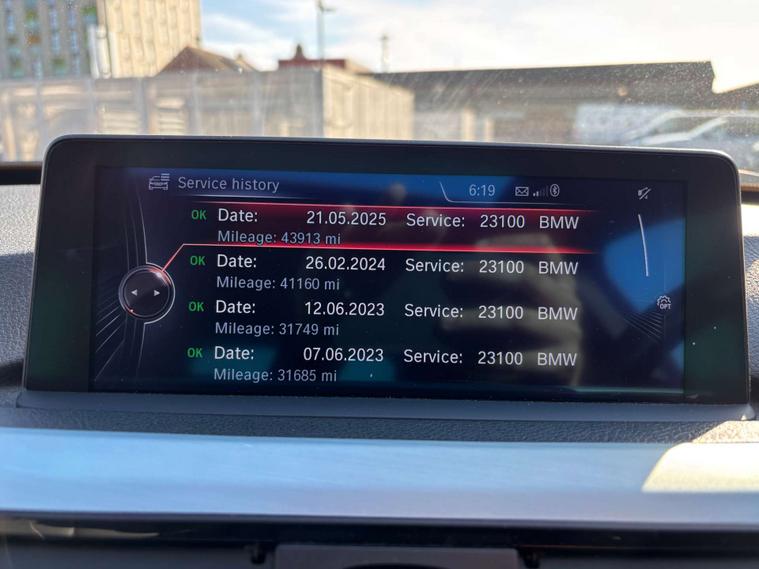 Service history
6:19
OK Date: 21.05.2025 Service: 23100 BMW
Mileage: 43913 mi
OK Date: 26.02.2024 Service: 23100 BMW
Mileage: 41160 mi
OK Date: 12.06.2023 Service: 23100 BMW
Mileage: 31749 mi
OPT
OK Date: 07.06.2023 Service: 23100 BMW
Mileage: 31685 mi